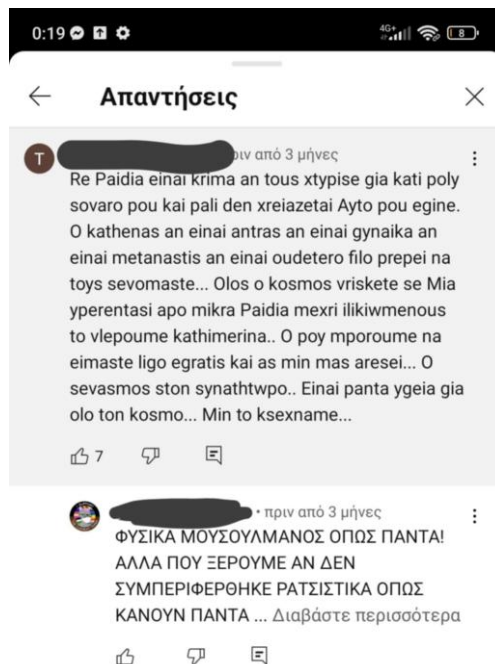 0:19
4G+
8
Απαντήσεις
T
ριν από 3 μήνες
Re Paidia einai krima an tous xtypise gia kati poly
sovaro pou kai pali den xreiazetai Ayto pou egine.
O kathenas an einai antras an einai gynaika an
einai metanastis an einai oudetero filo prepei na
toys sevomaste... Olos o kosmos vriskete se Mia
yperentasi apo mikra Paidia mexri ilikiwmenous
to vlepoume kathimerina.. O poy mporoume na
eimaste ligo egratis kai as min mas aresei... O
sevasmos ston synathtwpo.. Einai panta ygeia gia
olo ton kosmo... Min to ksexname...
7
• πριν από 3 μήνες
ΦΥΣΙΚΑ ΜΟΥΣΟΥΛΜΑΝΟΣ ΟΠΩΣ ΠΑΝΤΑ!
ΑΛΛΑ ΠΟΥ ΞΕΡΟΥΜΕ ΑΝ ΔΕΝ
ΣΥΜΠΕΡΙΦΕΡΘΗΚΕ ΡΑΤΣΙΣΤΙΚΑ ΟΠΩΣ
ΚΑΝΟΥΝ ΠΑΝΤΑ ... Διαβάστε περισσότερα